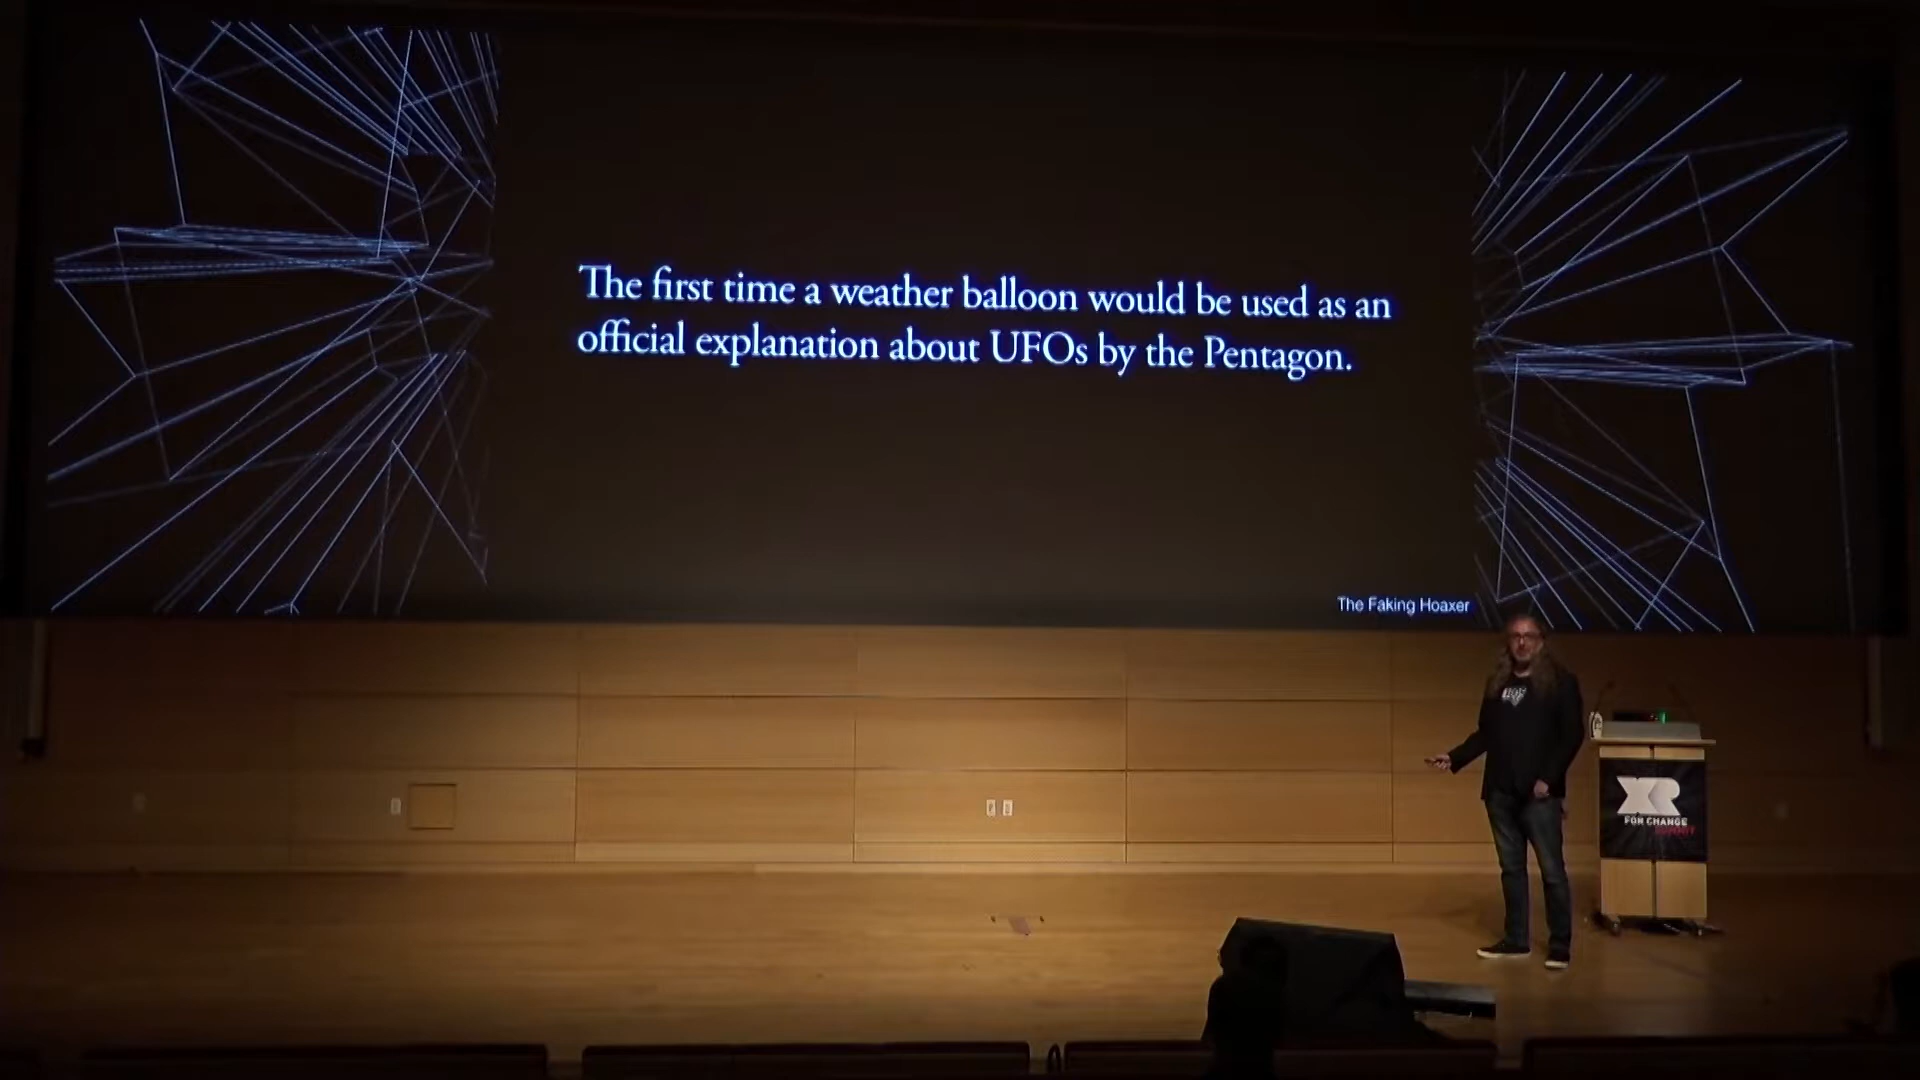 The first time a weather balloon would be used as an
official explanation about UFOs by the Pentagon.
The Faking Hoaxer
XR
FOR CHANGE
SUMMIT